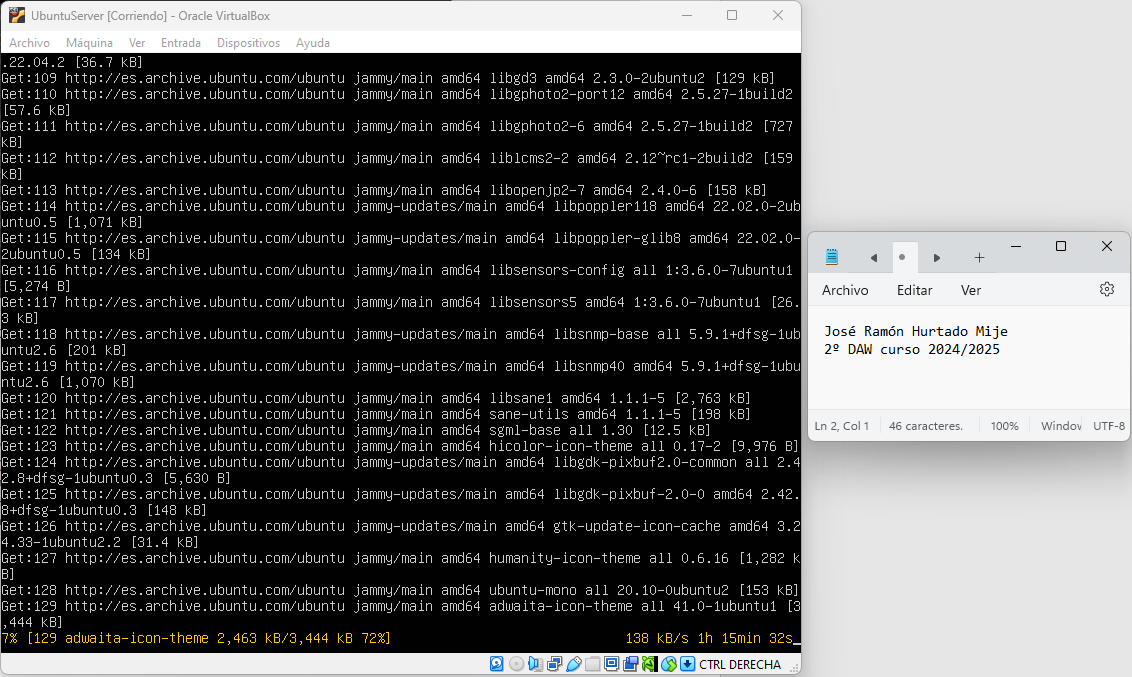 UbuntuServer [Corriendo] - Oracle VirtualBox
Archivo Máquina Ver Entrada Dispositivos Ayuda
.22.04.2 [36.7 kB]
Get:109 http://es.archive.ubuntu.com/ubuntu jammy/main amd64 libgd3 amd64 2.3.0-2ubuntu2 [129 kB]
Get:110 http://es.archive.ubuntu.com/ubuntu jammy/main amd64 libgphoto2-port12 amd64 2.5.27-1build2
[57.6 kB]
Get:111 http://es.archive.ubuntu.com/ubuntu jammy/main amd64 libgphoto2-6 amd64 2.5.27-1build2 [727
kB]
Get:112 http://es.archive.ubuntu.com/ubuntu jammy/main amd64 liblcms2-2 amd64 2.12~rc1-2build2 [159
kB]
Get:113 http://es.archive.ubuntu.com/ubuntu jammy/main amd64 libopenjp2-7 amd64 2.4.0-6 [158 kB]
Get:114 http://es.archive.ubuntu.com/ubuntu jammy-updates/main amd64 libpoppler118 amd64 22.02.0-2ub
untu0.5 [1,071 kB]
Get:115 http://es.archive.ubuntu.com/ubuntu jammy-updates/main amd64 libpoppler-glib8 amd64 22.02.0-
2ubuntu0.5 [134 kB]
Get:116 http://es.archive.ubuntu.com/ubuntu jammy/main amd64 libsensors-config all 1:3.6.0-7ubuntu1
[5,274 B]
Get:117 http://es.archive.ubuntu.com/ubuntu jammy/main amd64 libsensors5 amd64 1:3.6.0-7ubuntu1 [26.
3 kB]
Get:118 http://es.archive.ubuntu.com/ubuntu jammy-updates/main amd64 libsnmp-base all 5.9.1+dfsg-1ub
untu2.6 [201 kB]
Get:119 http://es.archive.ubuntu.com/ubuntu jammy-updates/main amd64 libsnmp40 amd64 5.9.1+dfsg-1ubu
ntu2.6 [1,070 kB]
Get:120 http://es.archive.ubuntu.com/ubuntu jammy/main amd64 libsane1 amd64 1.1.1-5 [2,763 kB]
Get:121 http://es.archive.ubuntu.com/ubuntu jammy/main amd64 sane-utils amd64 1.1.1-5 [198 kB]
Get:122 http://es.archive.ubuntu.com/ubuntu jammy/main amd64 sgml-base all 1.30 [12.5 kB]
Get:123 http://es.archive.ubuntu.com/ubuntu jammy/main amd64 hicolor-icon-theme all 0.17-2 [9,976 B]
Get:124 http://es.archive.ubuntu.com/ubuntu jammy-updates/main amd64 libgdk-pixbuf2.0-common all 2.4
2.8+dfsg-1ubuntu0.3 [5,630 B]
Get:125 http://es.archive.ubuntu.com/ubuntu jammy-updates/main amd64 libgdk-pixbuf-2.0-0 amd64 2.42.
8+dfsg-1ubuntu0.3 [148 kB]
Get:126 http://es.archive.ubuntu.com/ubuntu jammy-updates/main amd64 gtk-update-icon-cache amd64 3.2
4.33-1ubuntu2.2 [31.4 kB]
Get:127 http://es.archive.ubuntu.com/ubuntu jammy/main amd64 humanity-icon-theme all 0.6.16 [1,282 k
B]
Get:128 http://es.archive.ubuntu.com/ubuntu jammy/main amd64 ubuntu-mono all 20.10-0ubuntu2 [153 kB]
Get:129 http://es.archive.ubuntu.com/ubuntu jammy/main amd64 adwaita-icon-theme all 41.0-1ubuntu1 [3
,444 kB]
7% [129 adwaita-icon-theme 2,463 kB/3,444 kB 72%] 138 kB/s 1h 15min 32s_
CTRL DERECHA
Archivo Editar Ver
José Ramón Hurtado Mije
2º DAW curso 2024/2025
Ln 2, Col 1 46 caracteres. 100% Window UTF-8